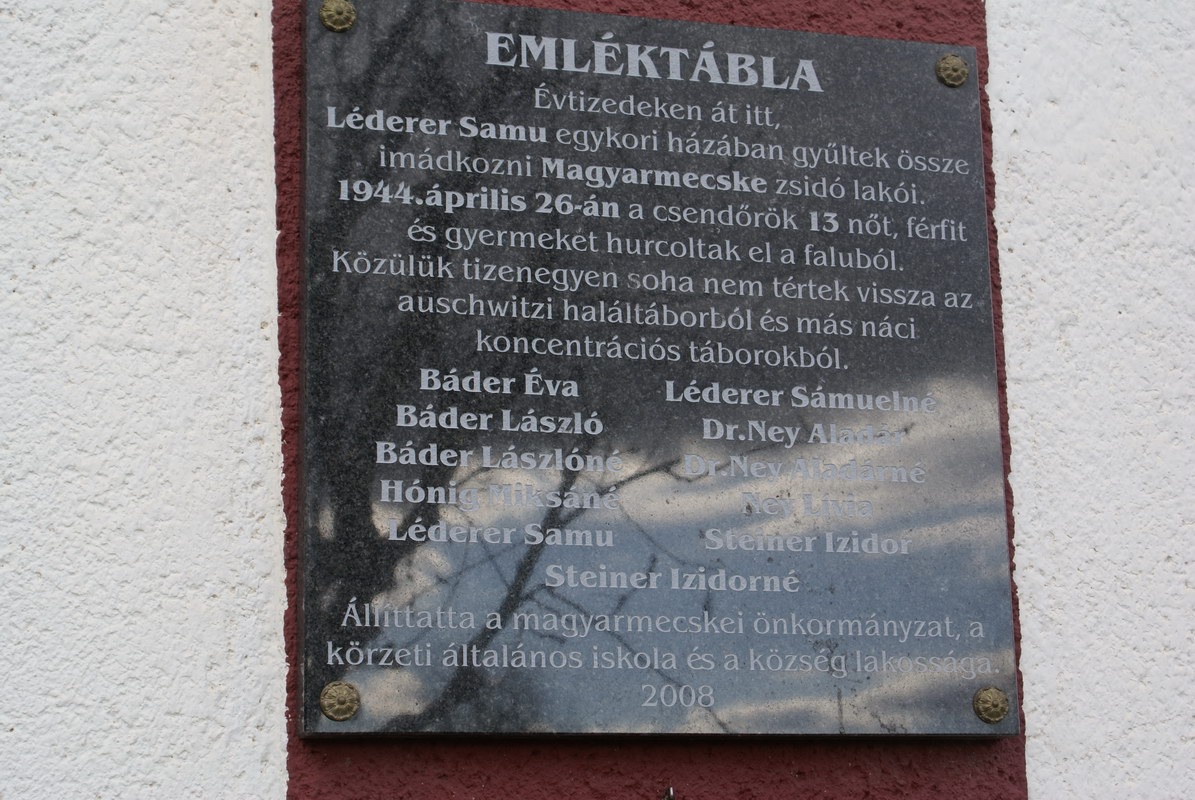 EMLÉKTÁBLA
Évtizedeken át itt,
Léderer Samu egykori házában gyűltek össze
imádkozni Magyarmecske zsidó lakói.
1944.április 26-án a csendőrök 13 nőt, férfit
és gyermeket hurcoltak el a faluból.
Közülük tizenegyen soha nem tértek vissza az
auschwitzi haláltáborból és más náci
koncentrációs táborokból.
Báder Éva Léderer Sámuelné
Báder László Dr.Ney Aladár
Báder Lászlóné Dr.Ney Aladárné
Hónig Miksáné Ney Lívia
Léderer Samu Steiner Izidor
Steiner Izidorné
Állíttatta a magyarmecskei önkormányzat, a
körzeti általános iskola és a község lakossága.
2008